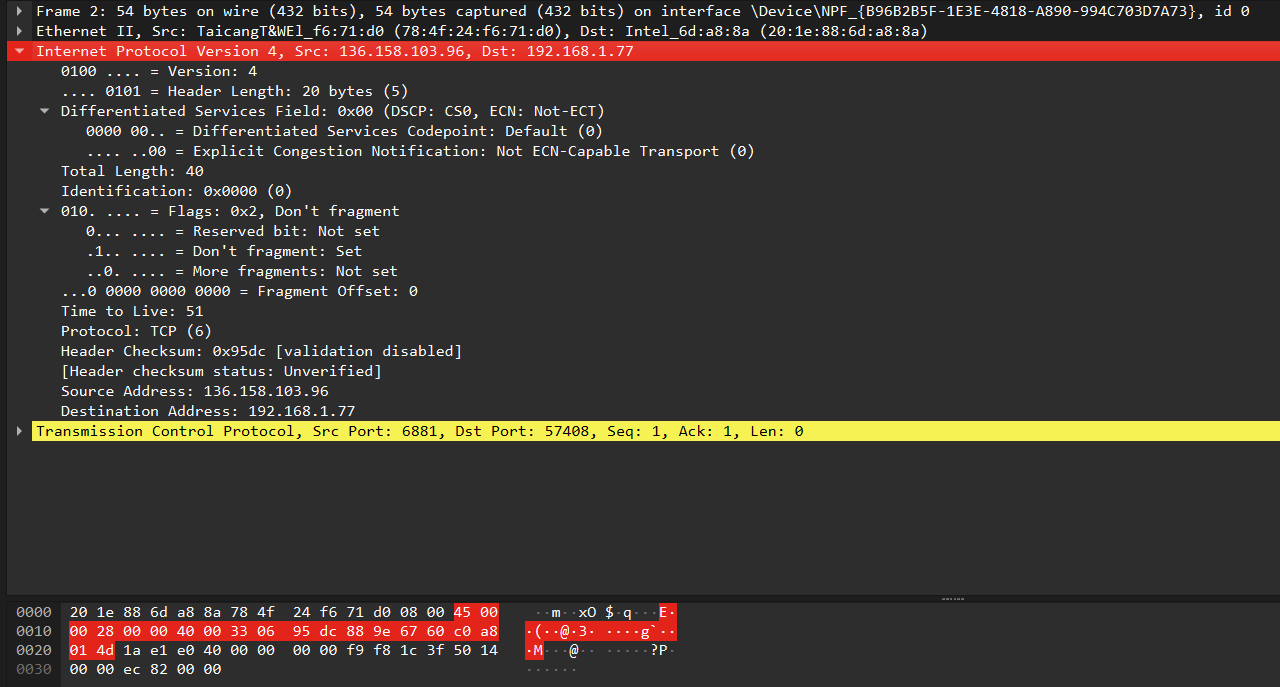 Frame 2: 54 bytes on wire (432 bits), 54 bytes captured (432 bits) on interface \Device\NPF_{B96B2B5F-1E3E-4818-A890-994C703D7A73}, id 0
Ethernet II, Src: TaicangT&WEl_f6:71:d0 (78:4f:24:f6:71:d0), Dst: Intel_6d:a8:8a (20:1e:88:6d:a8:8a)
Internet Protocol Version 4, Src: 136.158.103.96, Dst: 192.168.1.77
0100 .... = Version: 4
.... 0101 = Header Length: 20 bytes (5)
Differentiated Services Field: 0x00 (DSCP: CS0, ECN: Not-ECT)
0000 00.. = Differentiated Services Codepoint: Default (0)
.... ..00 = Explicit Congestion Notification: Not ECN-Capable Transport (0)
Total Length: 40
Identification: 0x0000 (0)
010. .... = Flags: 0x2, Don't fragment
0... .... = Reserved bit: Not set
.1.. .... = Don't fragment: Set
..0. .... = More fragments: Not set
...0 0000 0000 0000 = Fragment Offset: 0
Time to Live: 51
Protocol: TCP (6)
Header Checksum: 0x95dc [validation disabled]
[Header checksum status: Unverified]
Source Address: 136.158.103.96
Destination Address: 192.168.1.77
Transmission Control Protocol, Src Port: 6881, Dst Port: 57408, Seq: 1, Ack: 1, Len: 0
0000 20 1e 88 6d a8 8a 78 4f 24 f6 71 d0 08 00 45 00 ··m··xO $·q···E·
0010 00 28 00 00 40 00 33 06 95 dc 88 9e 67 60 c0 a8 ·(··@·3· ····g`··
0020 01 4d 1a e1 e0 40 00 00 00 00 f9 f8 1c 3f 50 14 ·M···@·· ·····?P·
0030 00 00 ec 82 00 00 ······